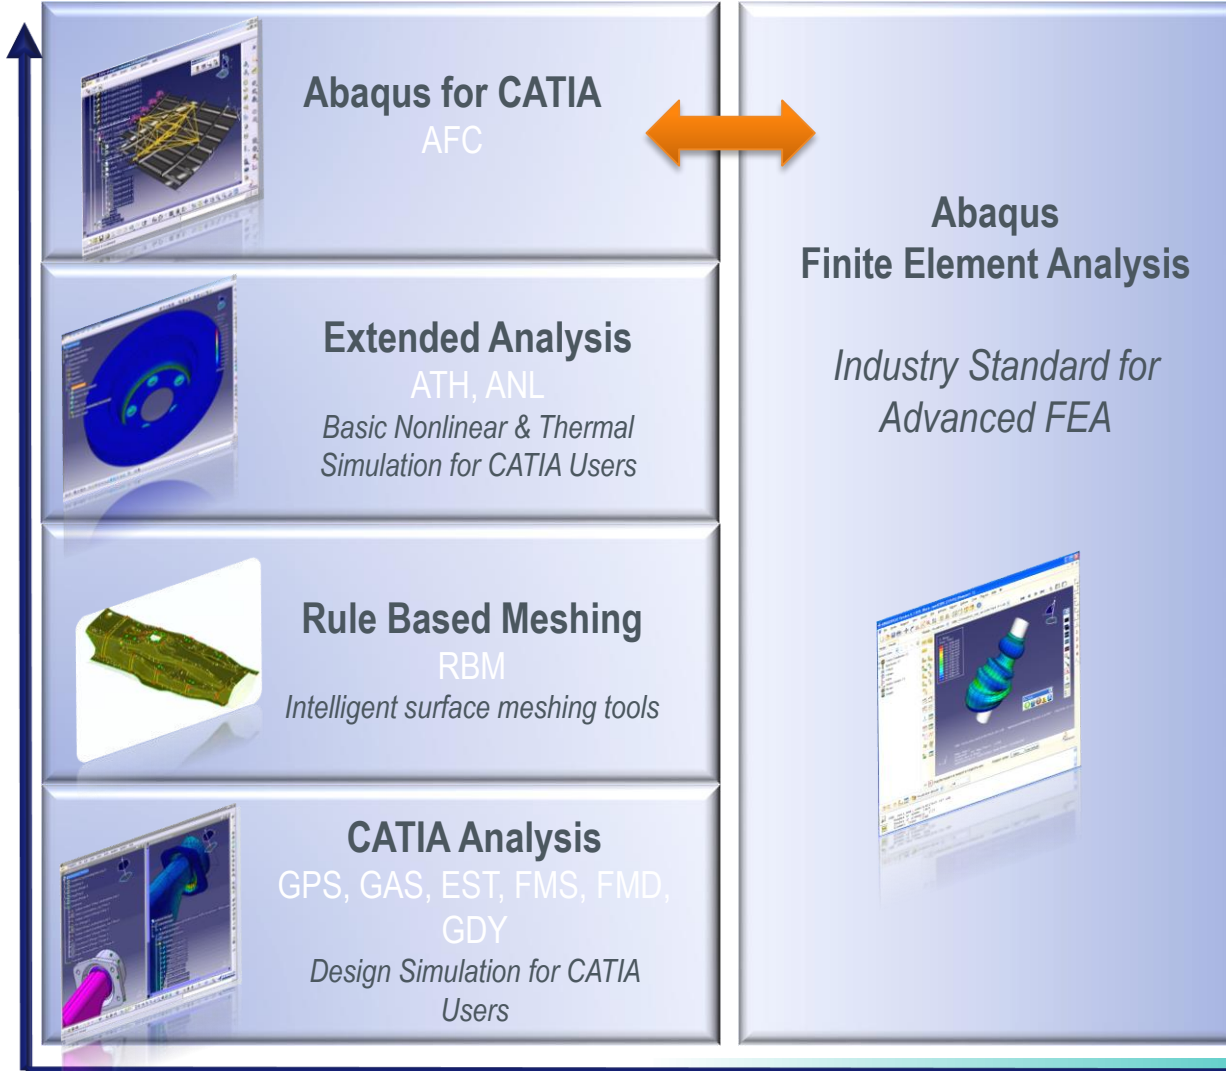 Abaqus for CATIA
AFC
Extended Analysis
ATH, ANL
Basic Nonlinear & Thermal
Simulation for CATIA Users
Rule Based Meshing
RBM
Intelligent surface meshing tools
CATIA Analysis
GPS, GAS, EST, FMS, FMD,
GDY
Design Simulation for CATIA
Users
Abaqus
Finite Element Analysis
Industry Standard for
Advanced FEA